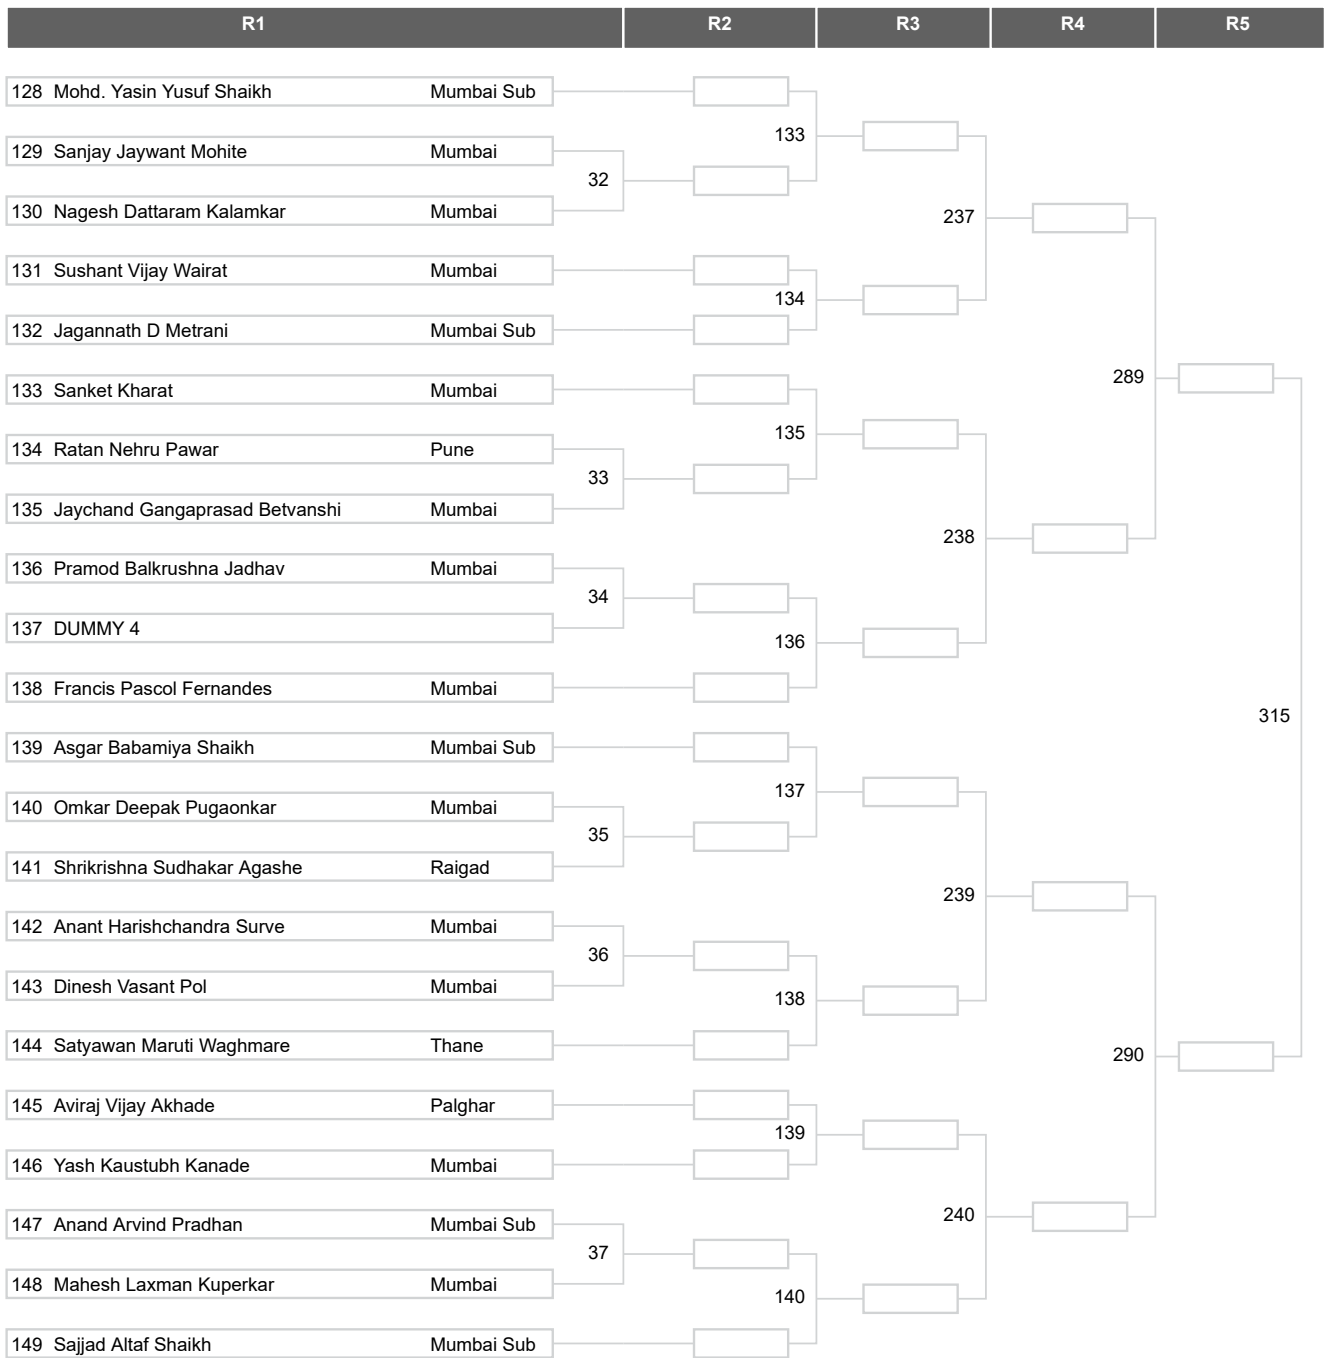 R1 R2 R3 R4 R5
128 Mohd. Yasin Yusuf Shaikh Mumbai Sub
133
129 Sanjay Jaywant Mohite Mumbai
32
130 Nagesh Dattaram Kalamkar Mumbai
237
131 Sushant Vijay Wairat Mumbai
134
132 Jagannath D Metrani Mumbai Sub
289
133 Sanket Kharat Mumbai
135
134 Ratan Nehru Pawar Pune
33
135 Jaychand Gangaprasad Betvanshi Mumbai
238
136 Pramod Balkrushna Jadhav Mumbai
34
137 DUMMY 4
136
138 Francis Pascol Fernandes Mumbai
315
139 Asgar Babamiya Shaikh Mumbai Sub
137
140 Omkar Deepak Pugaonkar Mumbai
35
141 Shrikrishna Sudhakar Agashe Raigad
239
142 Anant Harishchandra Surve Mumbai
36
143 Dinesh Vasant Pol Mumbai
138
144 Satyawan Maruti Waghmare Thane
290
145 Aviraj Vijay Akhade Palghar
139
146 Yash Kaustubh Kanade Mumbai
240
147 Anand Arvind Pradhan Mumbai Sub
37
148 Mahesh Laxman Kuperkar Mumbai
140
149 Sajjad Altaf Shaikh Mumbai Sub